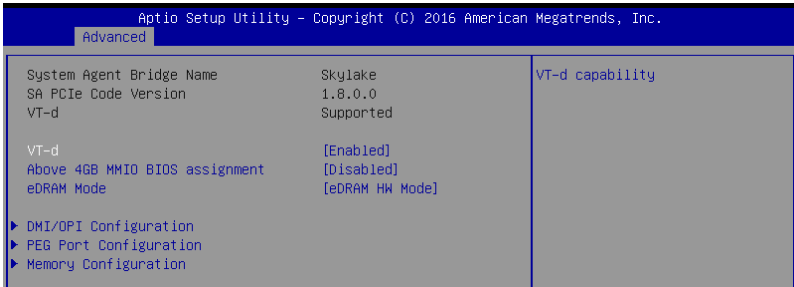 Aptio Setup Utility – Copyright (C) 2016 American Megatrends, Inc.
Advanced
System Agent Bridge Name Skylake
SA PCIe Code Version 1.8.0.0
VT-d Supported
VT-d [Enabled]
Above 4GB MMIO BIOS assignment [Disabled]
eDRAM Mode [eDRAM HW Mode]
DMI/OPI Configuration
PEG Port Configuration
Memory Configuration
VT-d capability